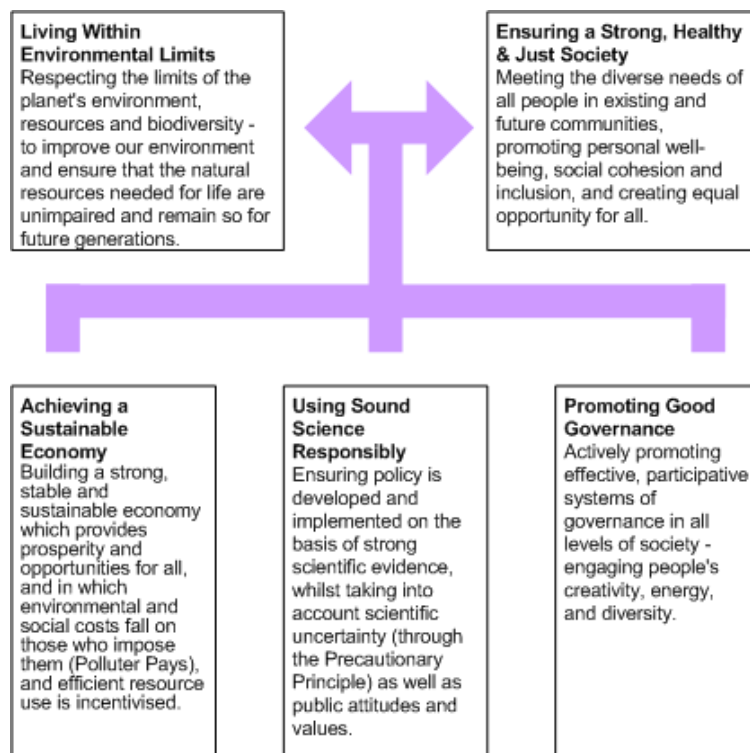 Living Within
Environmental Limits
Respecting the limits of the
planet's environment,
resources and biodiversity -
to improve our environment
and ensure that the natural
resources needed for life are
unimpaired and remain so for
future generations.
Ensuring a Strong, Healthy
& Just Society
Meeting the diverse needs of
all people in existing and
future communities,
promoting personal well-
being, social cohesion and
inclusion, and creating equal
opportunity for all.
Achieving a
Sustainable
Economy
Building a strong,
stable and
sustainable economy
which provides
prosperity and
opportunities for all,
and in which
environmental and
social costs fall on
those who impose
them (Polluter Pays),
and efficient resource
use is incentivised.
Using Sound
Science
Responsibly
Ensuring policy is
developed and
implemented on the
basis of strong
scientific evidence,
whilst taking into
account scientific
uncertainty (through
the Precautionary
Principle) as well as
public attitudes and
values.
Promoting Good
Governance
Actively promoting
effective, participative
systems of
governance in all
levels of society -
engaging people's
creativity, energy,
and diversity.